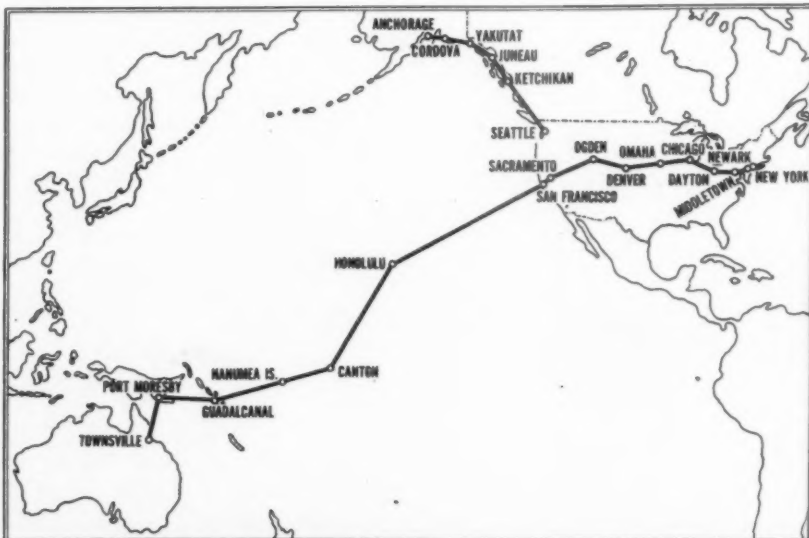 ANCHORAGE
YAKUTAT
CORDOVA
JUNEAU
KETCHIKAN
SEATTLE
OGDEN
OMAHA
CHICAGO
NEWARK
SACRAMENTO
DENVER
DAYTON
NEW YORK
MIDDLETOWN
SAN FRANCISCO
HONOLULU
NANUMEA IS.
CANTON
PORT MORESBY
GUADALCANAL
TOWNSVILLE